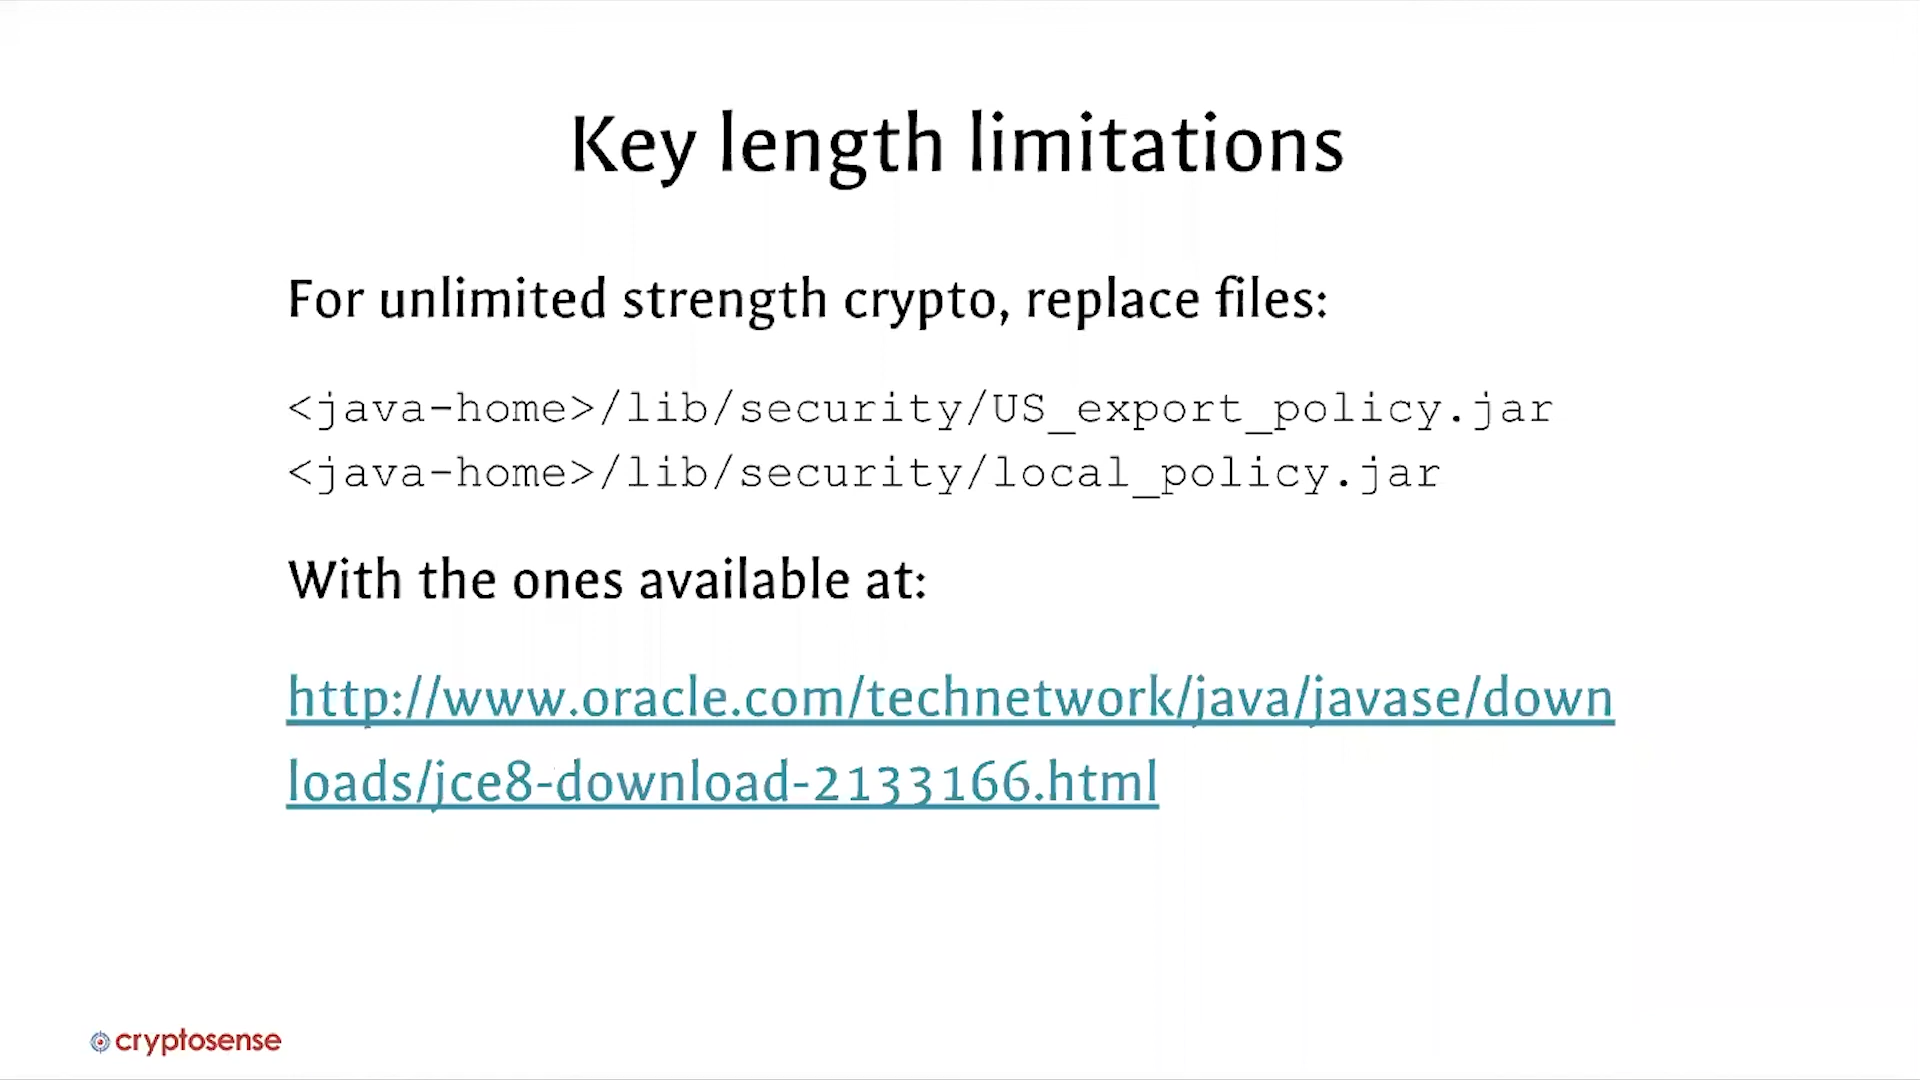 Key length limitations
For unlimited strength crypto, replace files:
<java-home>/lib/security/US_export_policy.jar
<java-home>/lib/security/local_policy.jar
With the ones available at:
http://www.oracle.com/technetwork/java/javase/down
loads/jce8-download-2133166.html
cryptosense